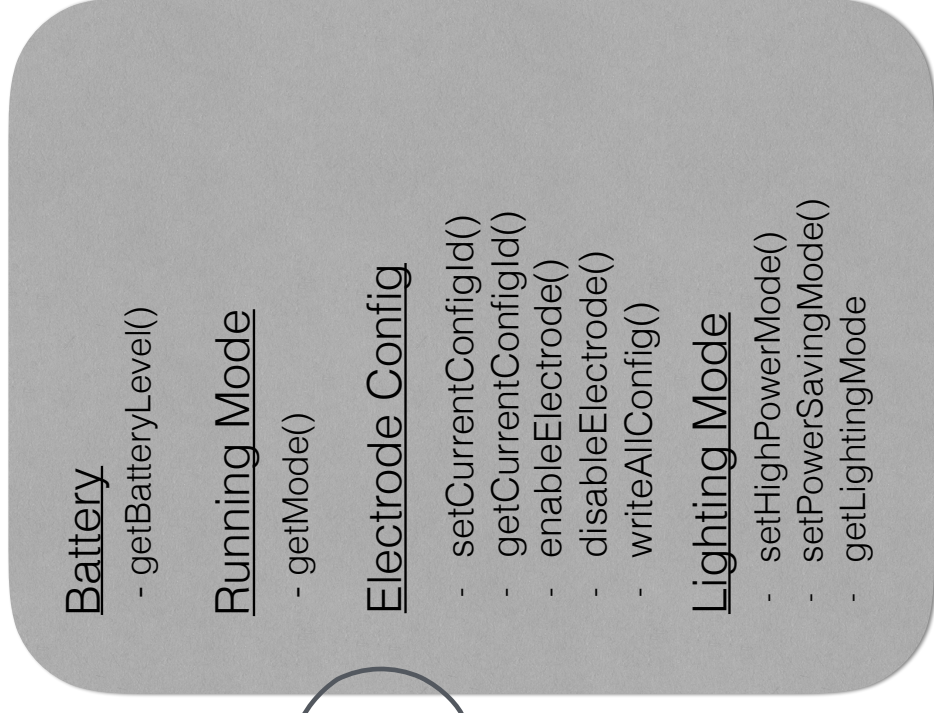 Battery
- getBatteryLevel()
Running Mode
- getMode()
Electrode Config
- setCurrentConfigId()
- getCurrentConfigId()
- enableElectrode()
- disableElectrode()
- writeAllConfig()
Lighting Mode
- setHighPowerMode()
- setPowerSavingMode()
- getLightingMode